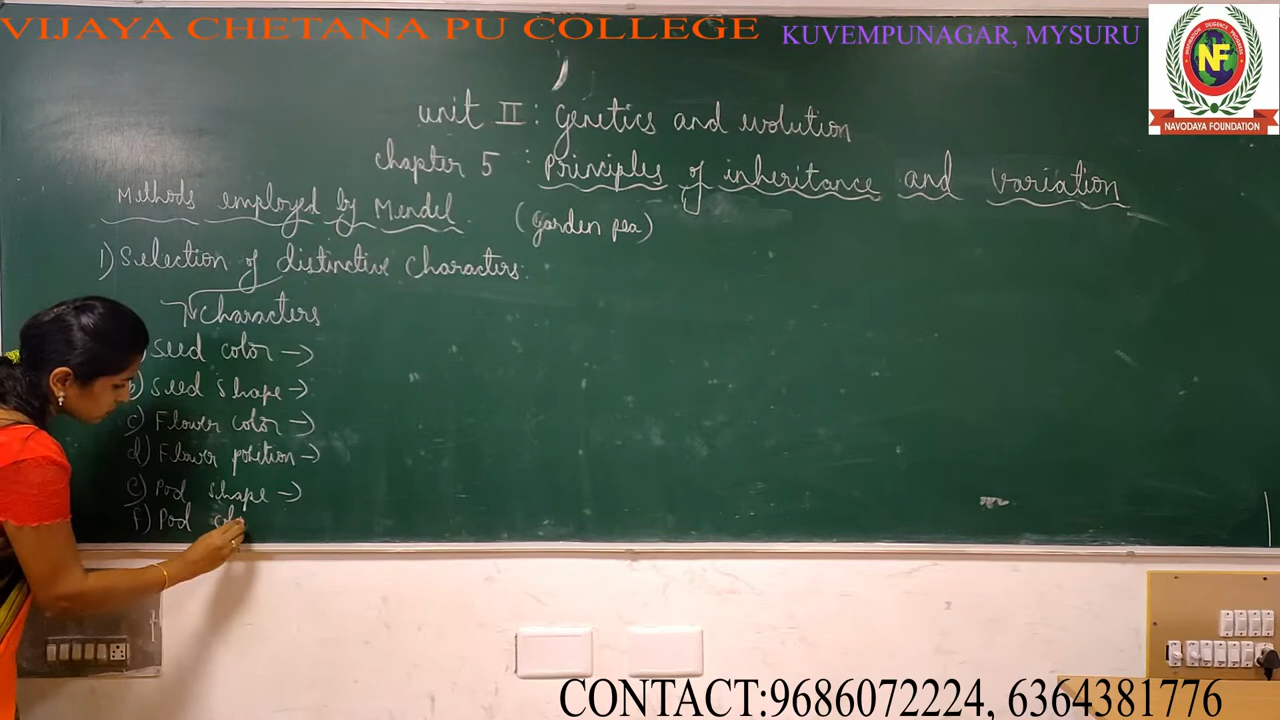 VIJAYA CHETANA PU COLLEGE KUVEMPUNAGAR, MYSURU
NF
NAVODAYA FOUNDATION
unit II : Genetics and evolution
chapter 5 : Principles of inheritance and variation
Methods employed by Mendel. (Garden pea)
1) Selection of distinctive characters.
7 characters
) Seed color →
b) Seed Shape →
c) Flower color →
d) Flower position →
e) Pod shape →
f) Pod col
CONTACT:9686072224, 6364381776